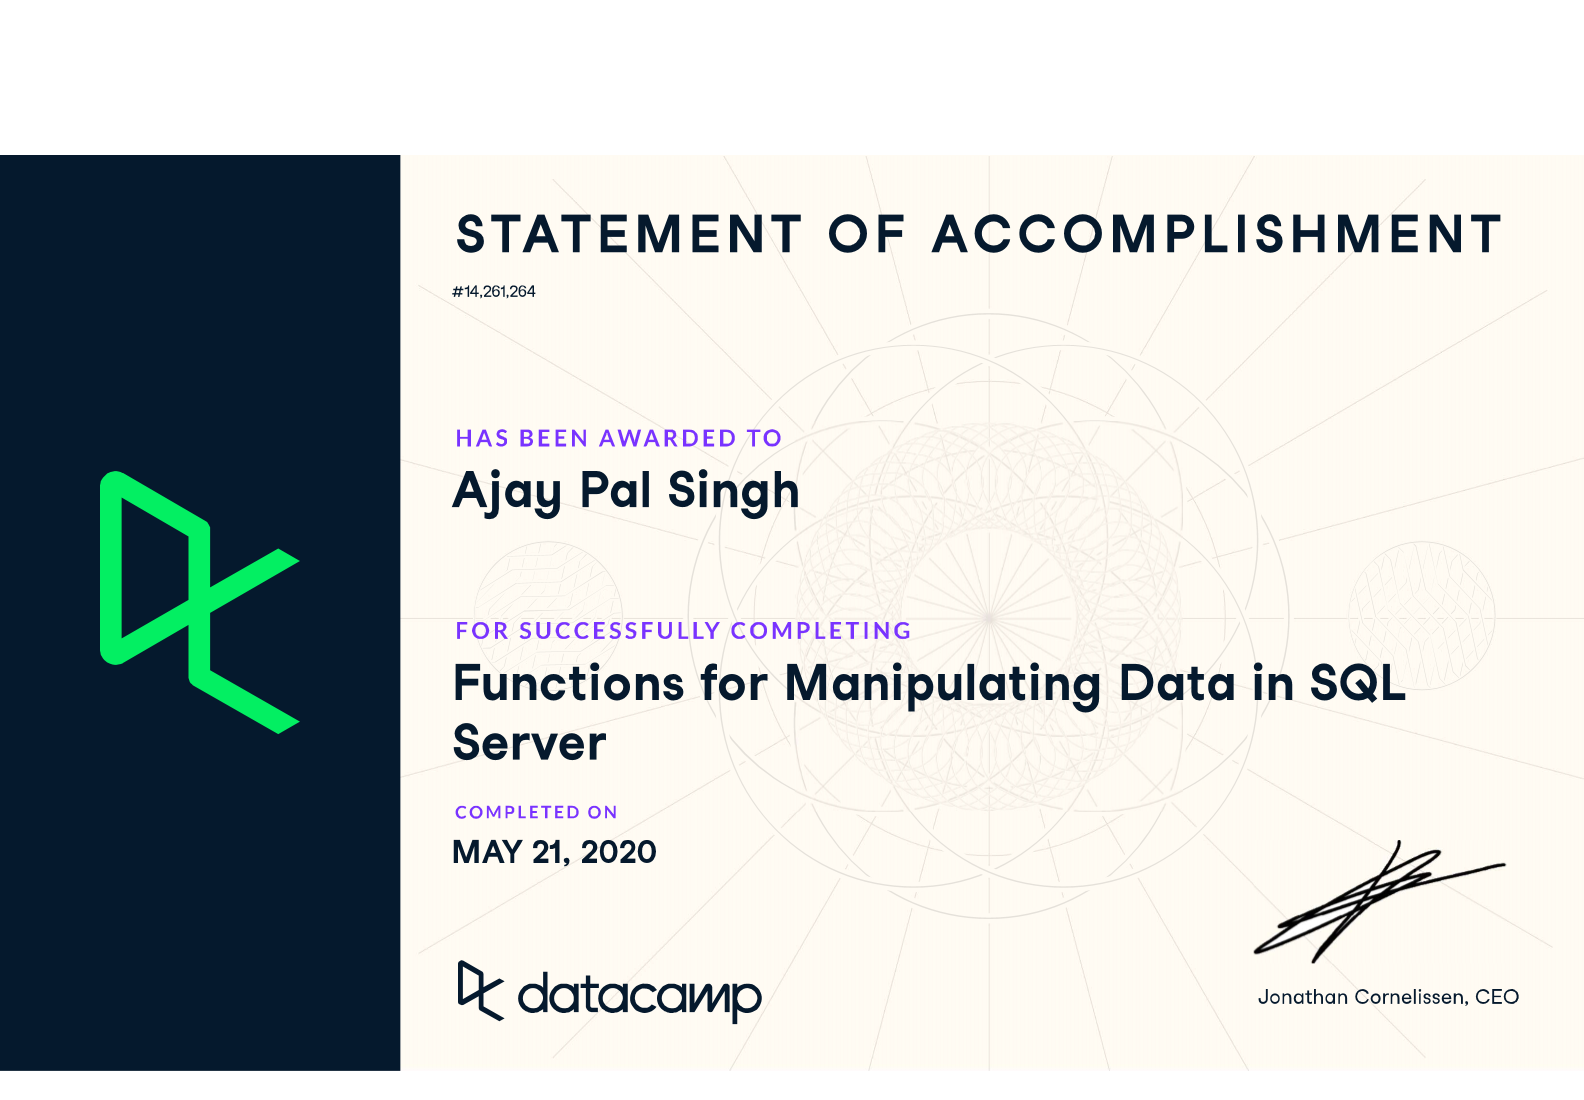 STATEMENT OF ACCOMPLISHMENT
#14,261,264
HAS BEEN AWARDED TO
Ajay Pal Singh
FOR SUCCESSFULLY COMPLETING
Functions for Manipulating Data in SQL
Server
COMPLETED ON
MAY 21, 2020
datacamp
Jonathan Cornelissen, CEO